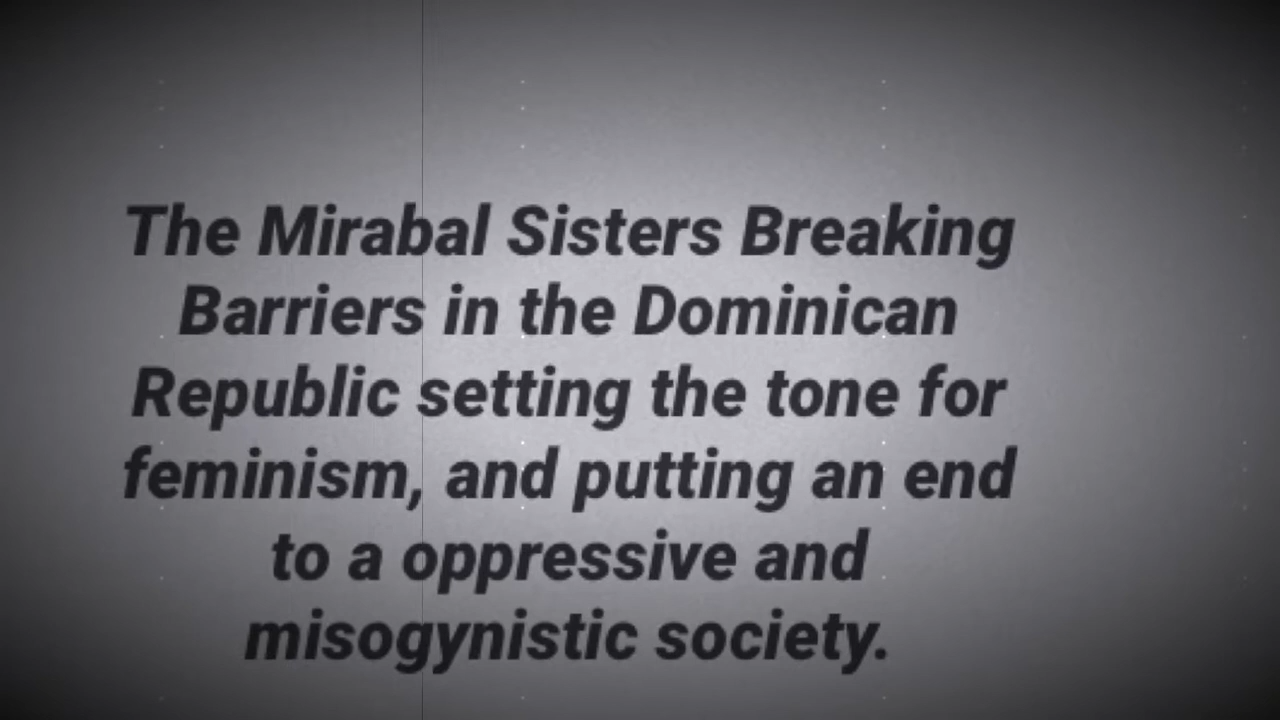 The Mirabal Sisters Breaking
Barriers in the Dominican
Republic setting the tone for
feminism, and putting an end
to a oppressive and
misogynistic society.